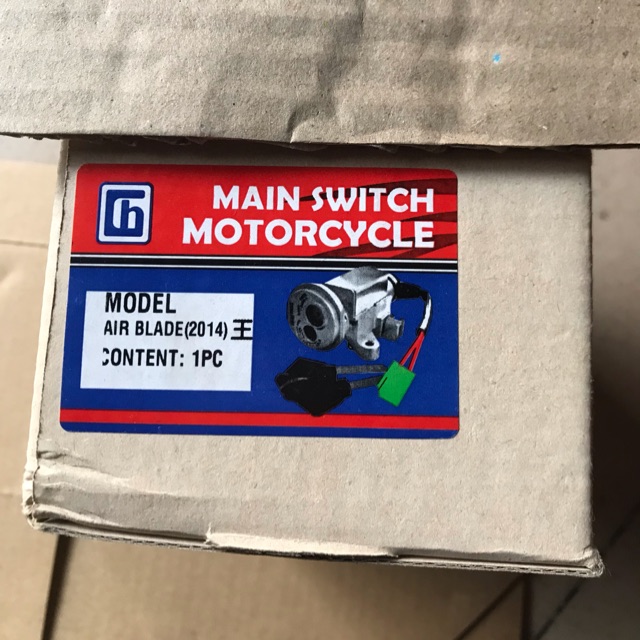 MAIN SWITCH
MOTORCYCLE
MODEL
AIR BLADE(2014) 王
CONTENT: 1PC